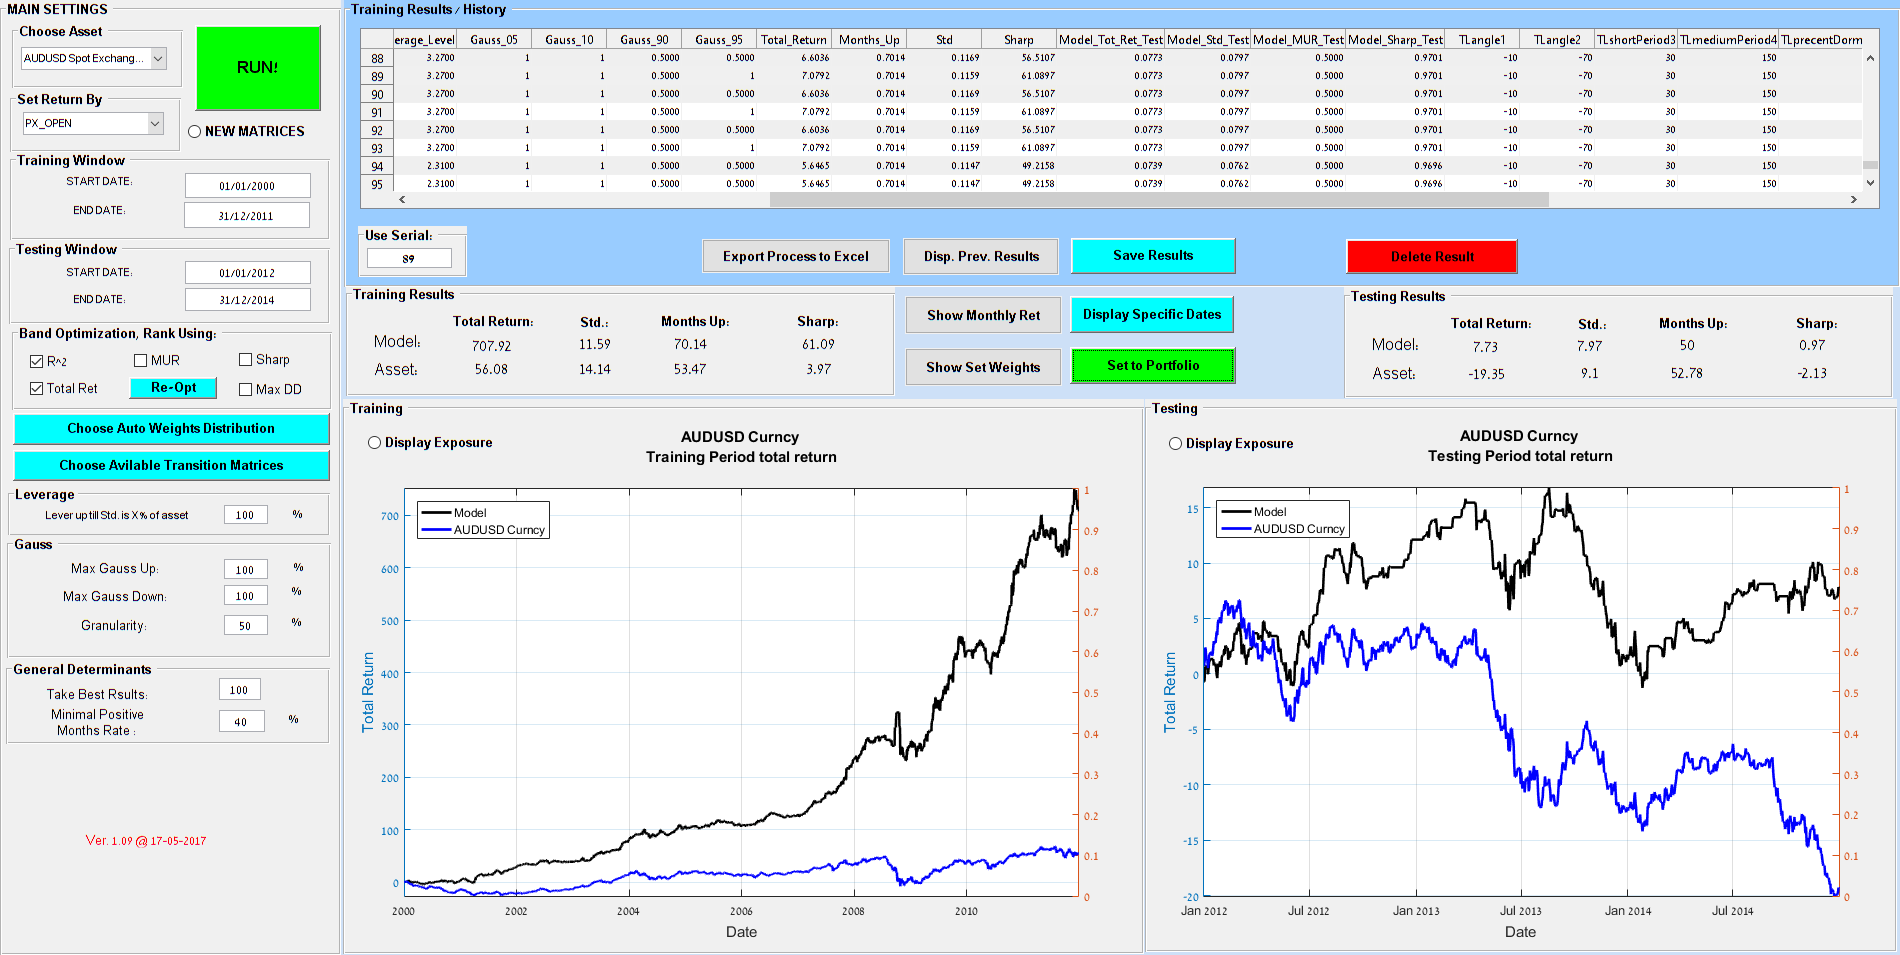 MAIN SETTINGS
Choose Asset
AUDUSD Spot Exchang...
RUN!
Set Return By
PX_OPEN
NEW MATRICES
Training Window
START DATE:
01/01/2000
END DATE:
31/12/2011
Testing Window
START DATE:
01/01/2012
END DATE:
31/12/2014
Band Optimization, Rank Using:
R^2
MUR
Sharp
Total Ret
Re-Opt
Max DD
Choose Auto Weights Distribution
Choose Avilable Transition Matrices
Leverage
Lever up till Std. is X% of asset 100 %
Gauss
Max Gauss Up: 100 %
Max Gauss Down: 100 %
Granularity: 50 %
General Determinants
Take Best Rsults: 100
Minimal Positive
Months Rate : 40 %
Ver. 1.09 @ 17-05-2017
Training Results / History
erage_Level Gauss_05 Gauss_10 Gauss_90 Gauss_95 Total_Return Months_Up Std Sharp Model_Tot_Ret_Test Model_Std_Test Model_MUR_Test Model_Sharp_Test TLangle1 TLangle2 TLshortPeriod3 TLmediumPeriod4 TLprecentDorm
88 3.2700 1 1 0.5000 0.5000 6.6036 0.7014 0.1169 56.5107 0.0773 0.0797 0.5000 0.9701 -10 -70 30 150
89 3.2700 1 1 0.5000 1 7.0792 0.7014 0.1159 61.0897 0.0773 0.0797 0.5000 0.9701 -10 -70 30 150
90 3.2700 1 1 0.5000 0.5000 6.6036 0.7014 0.1169 56.5107 0.0773 0.0797 0.5000 0.9701 -10 -70 30 150
91 3.2700 1 1 0.5000 1 7.0792 0.7014 0.1159 61.0897 0.0773 0.0797 0.5000 0.9701 -10 -70 30 150
92 3.2700 1 1 0.5000 0.5000 6.6036 0.7014 0.1169 56.5107 0.0773 0.0797 0.5000 0.9701 -10 -70 30 150
93 3.2700 1 1 0.5000 1 7.0792 0.7014 0.1159 61.0897 0.0773 0.0797 0.5000 0.9701 -10 -70 30 150
94 2.3100 1 1 0.5000 0.5000 5.6465 0.7014 0.1147 49.2158 0.0739 0.0762 0.5000 0.9696 -10 -70 30 150
95 2.3100 1 1 0.5000 0.5000 5.6465 0.7014 0.1147 49.2158 0.0739 0.0762 0.5000 0.9696 -10 -70 30 150
Use Serial:
89
Export Process to Excel
Disp. Prev. Results
Save Results
Delete Result
Training Results
Total Return: Std.: Months Up: Sharp:
Model: 707.92 11.59 70.14 61.09
Asset: 56.08 14.14 53.47 3.97
Show Monthly Ret
Display Specific Dates
Show Set Weights
Set to Portfolio
Testing Results
Total Return: Std.: Months Up: Sharp:
Model: 7.73 7.97 50 0.97
Asset: -19.35 9.1 52.78 -2.13
Training
Display Exposure
AUDUSD Curncy
Training Period total return
Model
AUDUSD Curncy
700
600
500
400
300
200
100
0
Total Return
1
0.9
0.8
0.7
0.6
0.5
0.4
0.3
0.2
0.1
0
2000 2002 2004 2006 2008 2010
Date
Testing
Display Exposure
AUDUSD Curncy
Testing Period total return
Model
AUDUSD Curncy
15
10
5
0
-5
-10
-15
-20
Total Return
1
0.9
0.8
0.7
0.6
0.5
0.4
0.3
0.2
0.1
0
Jan 2012 Jul 2012 Jan 2013 Jul 2013 Jan 2014 Jul 2014
Date